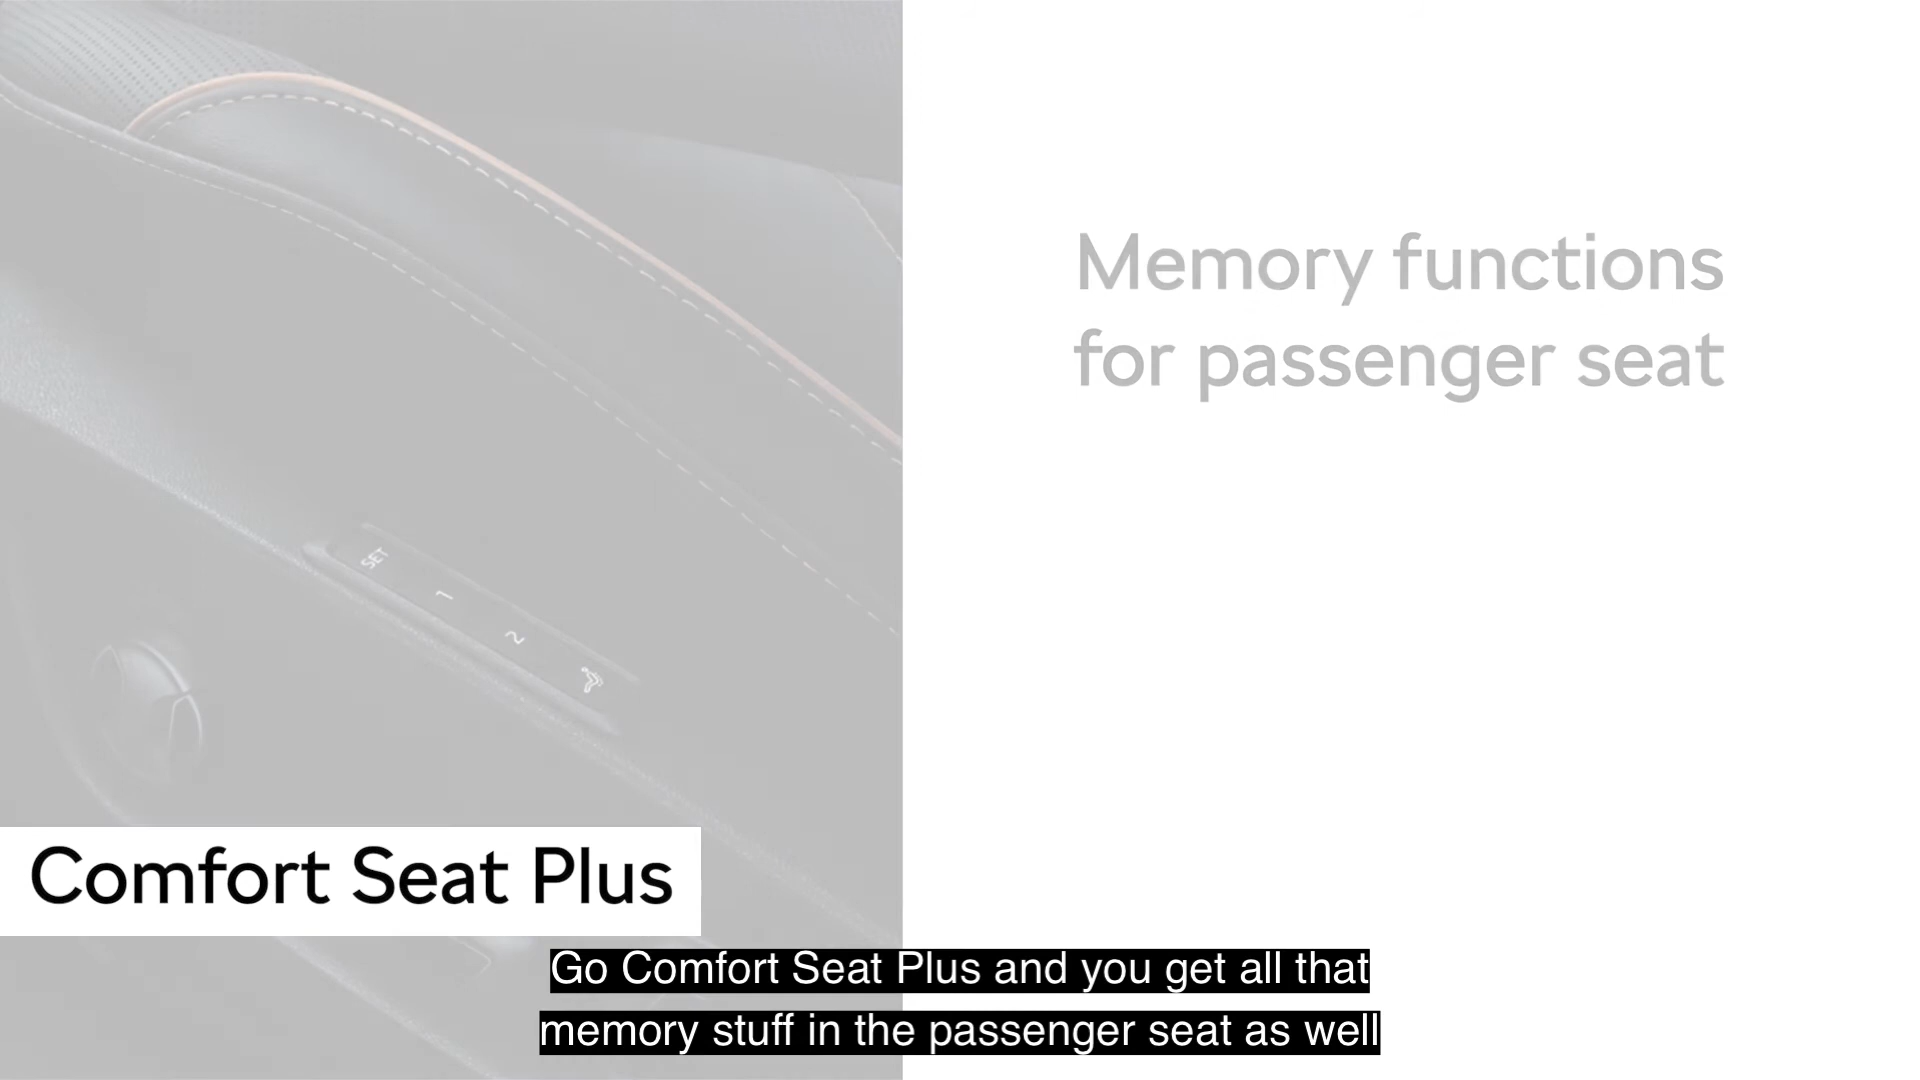 Memory functions
for passenger seat
SET
1
2
Comfort Seat Plus
Go Comfort Seat Plus and you get all that
memory stuff in the passenger seat as well